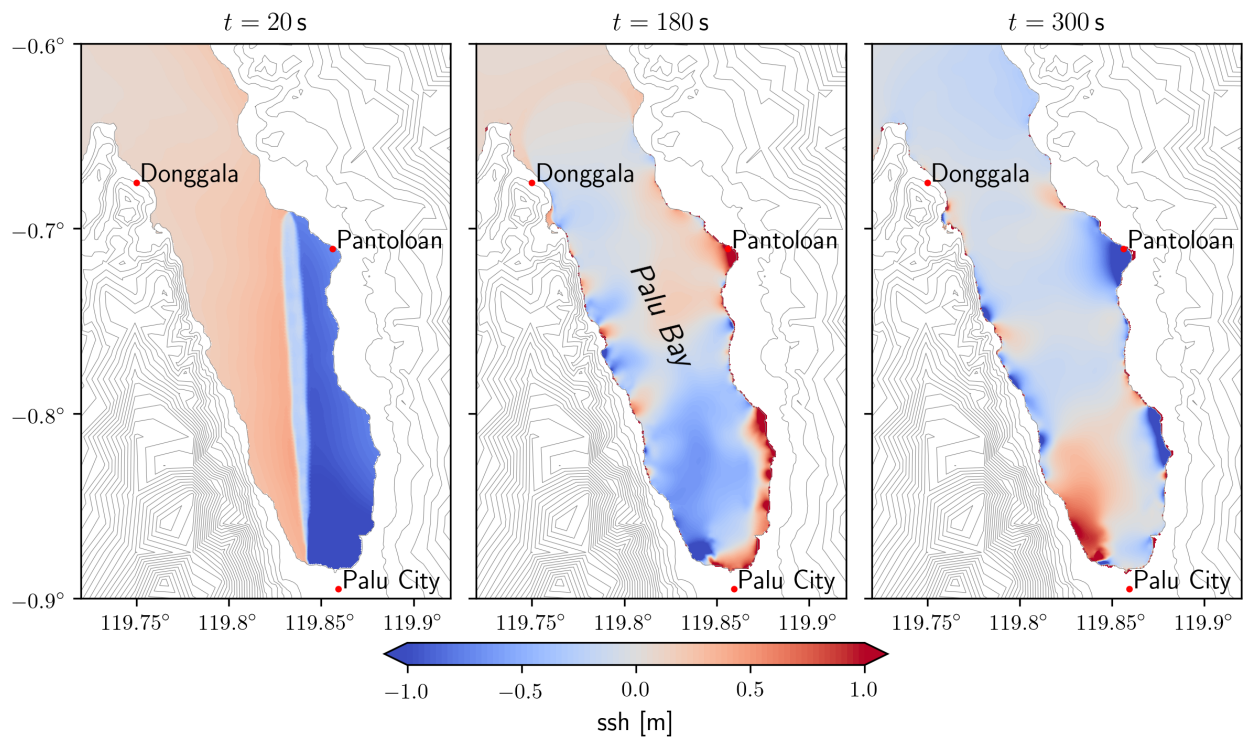 t = 20 s
t = 180 s
t = 300 s
−0.6°
−0.7°
−0.8°
−0.9°
Donggala
Pantoloan
Palu City
Donggala
Pantoloan
Palu Bay
Palu City
Donggala
Pantoloan
Palu City
119.75° 119.8° 119.85° 119.9°
119.75° 119.8° 119.85° 119.9°
119.75° 119.8° 119.85° 119.9°
−1.0 −0.5 0.0 0.5 1.0
ssh [m]